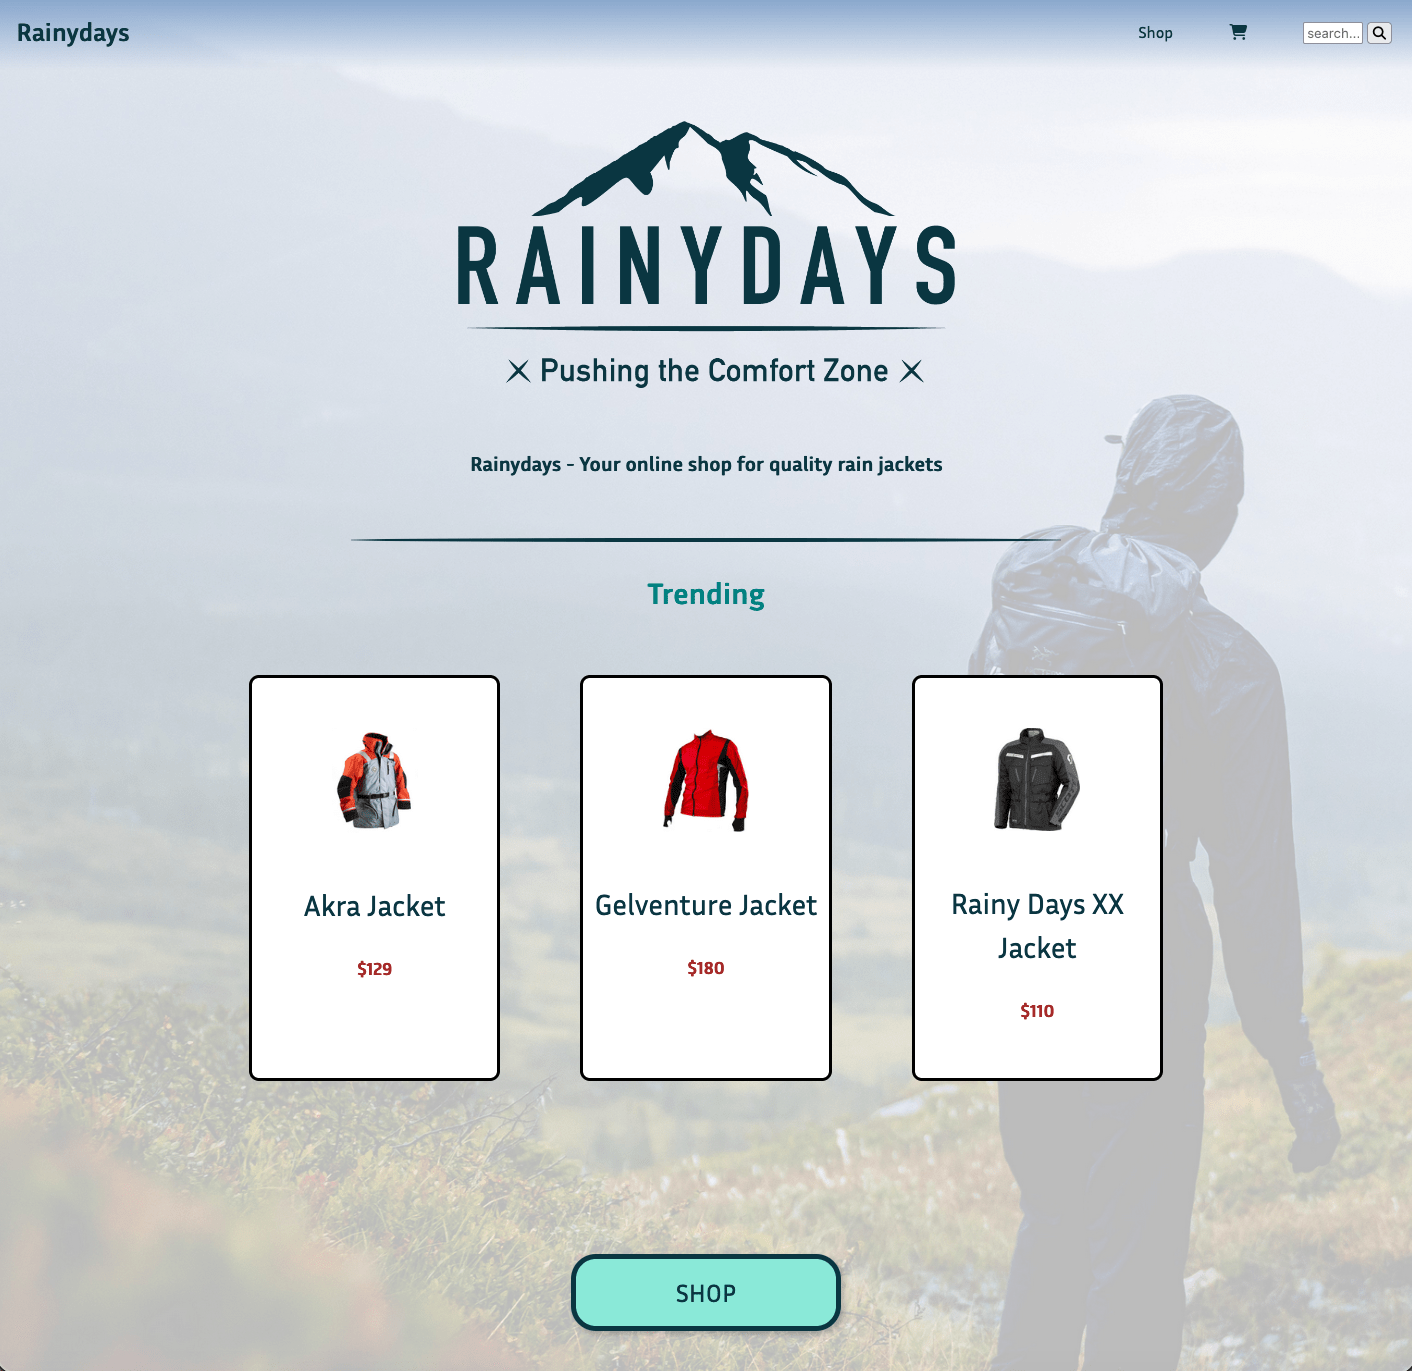 Rainydays
Shop
search...
RAINYDAYS
Pushing the Comfort Zone
Rainydays - Your online shop for quality rain jackets
Trending
Akra Jacket
$129
Gelventure Jacket
$180
Rainy Days XX
Jacket
$110
SHOP